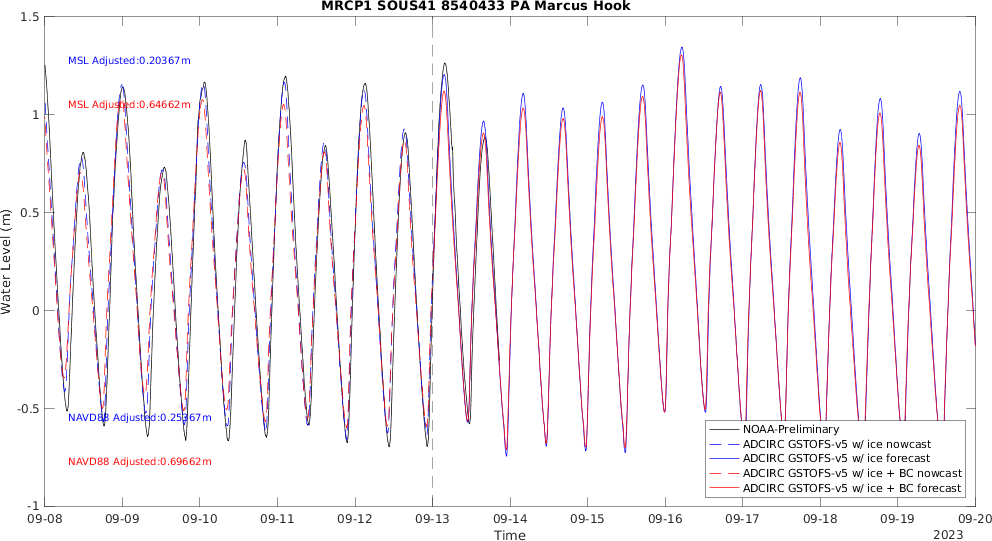 MRCP1 SOUS41 8540433 PA Marcus Hook
1.5
1
0.5
0
-0.5
-1
Water Level (m)
MSL Adjusted:0.20367m
MSL Adjusted:0.64662m
NAVD88 Adjusted:0.25367m
NAVD88 Adjusted:0.69662m
NOAA-Preliminary
ADCIRC GSTOFS-v5 w/ ice nowcast
ADCIRC GSTOFS-v5 w/ ice forecast
ADCIRC GSTOFS-v5 w/ ice + BC nowcast
ADCIRC GSTOFS-v5 w/ ice + BC forecast
09-08 09-09 09-10 09-11 09-12 09-13 09-14 09-15 09-16 09-17 09-18 09-19 09-20
Time
2023